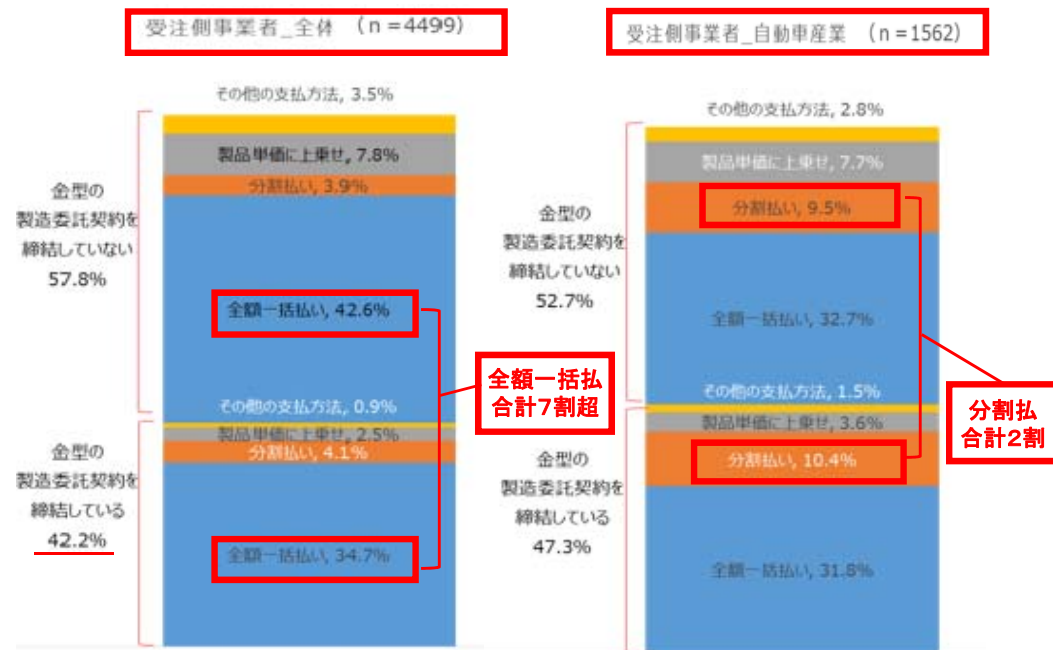 受注側事業者_全体 （n＝4499）
その他の支払方法, 3.5%
製品単価に上乗せ, 7.8%
分割払い, 3.9%
金型の
製造委託契約を
締結していない
57.8%
全額一括払い, 42.6%
全額一括払
合計7割超
その他の支払方法, 0.9%
製品単価に上乗せ, 2.5%
分割払い, 4.1%
金型の
製造委託契約を
締結している
42.2%
全額一括払い, 34.7%
受注側事業者_自動車産業 （n＝1562）
その他の支払方法, 2.8%
製品単価に上乗せ, 7.7%
分割払い, 9.5%
金型の
製造委託契約を
締結していない
52.7%
全額一括払い, 32.7%
その他の支払方法, 1.5%
製品単価に上乗せ, 3.6%
分割払
合計2割
分割払い, 10.4%
金型の
製造委託契約を
締結している
47.3%
全額一括払い, 31.8%